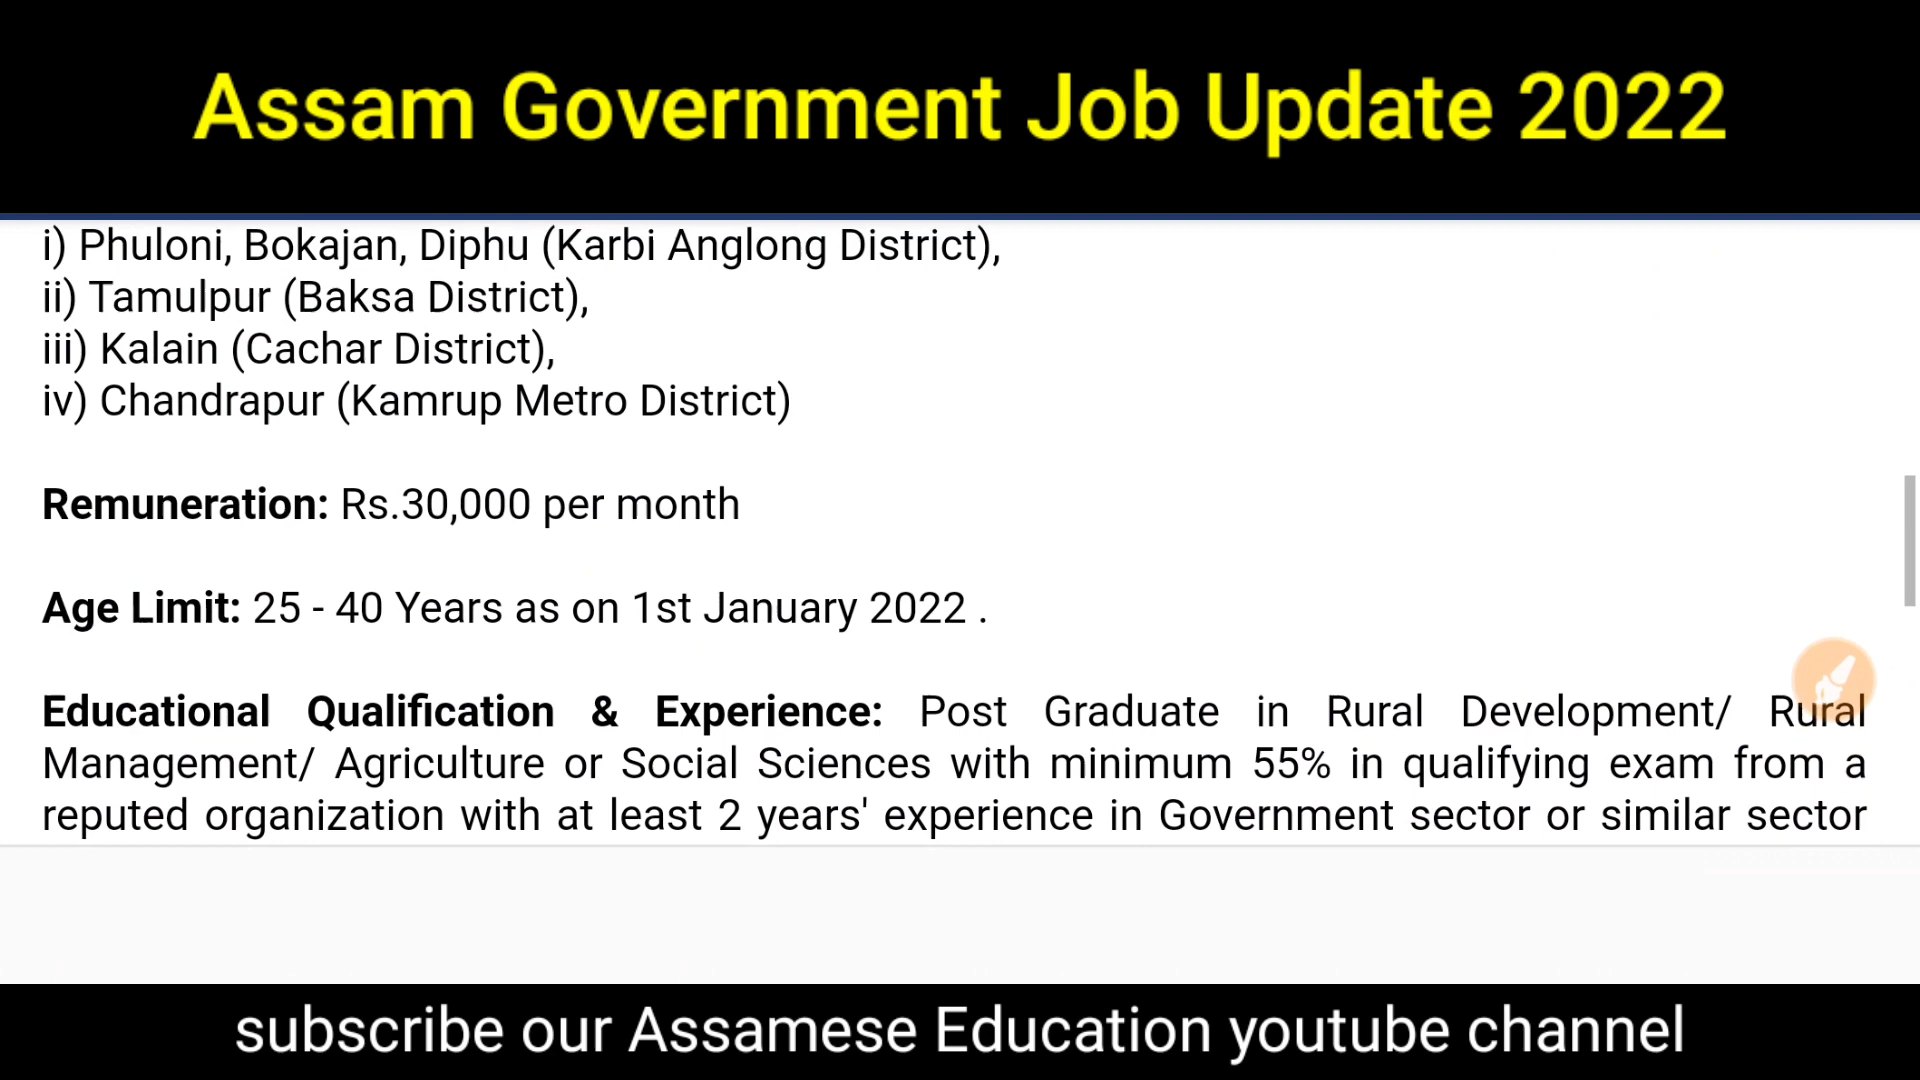 Assam Government Job Update 2022
i) Phuloni, Bokajan, Diphu (Karbi Anglong District),
ii) Tamulpur (Baksa District),
iii) Kalain (Cachar District),
iv) Chandrapur (Kamrup Metro District)
Remuneration: Rs.30,000 per month
Age Limit: 25 - 40 Years as on 1st January 2022 .
Educational Qualification & Experience: Post Graduate in Rural Development/ Rural
Management/ Agriculture or Social Sciences with minimum 55% in qualifying exam from a
reputed organization with at least 2 years' experience in Government sector or similar sector
subscribe our Assamese Education youtube channel